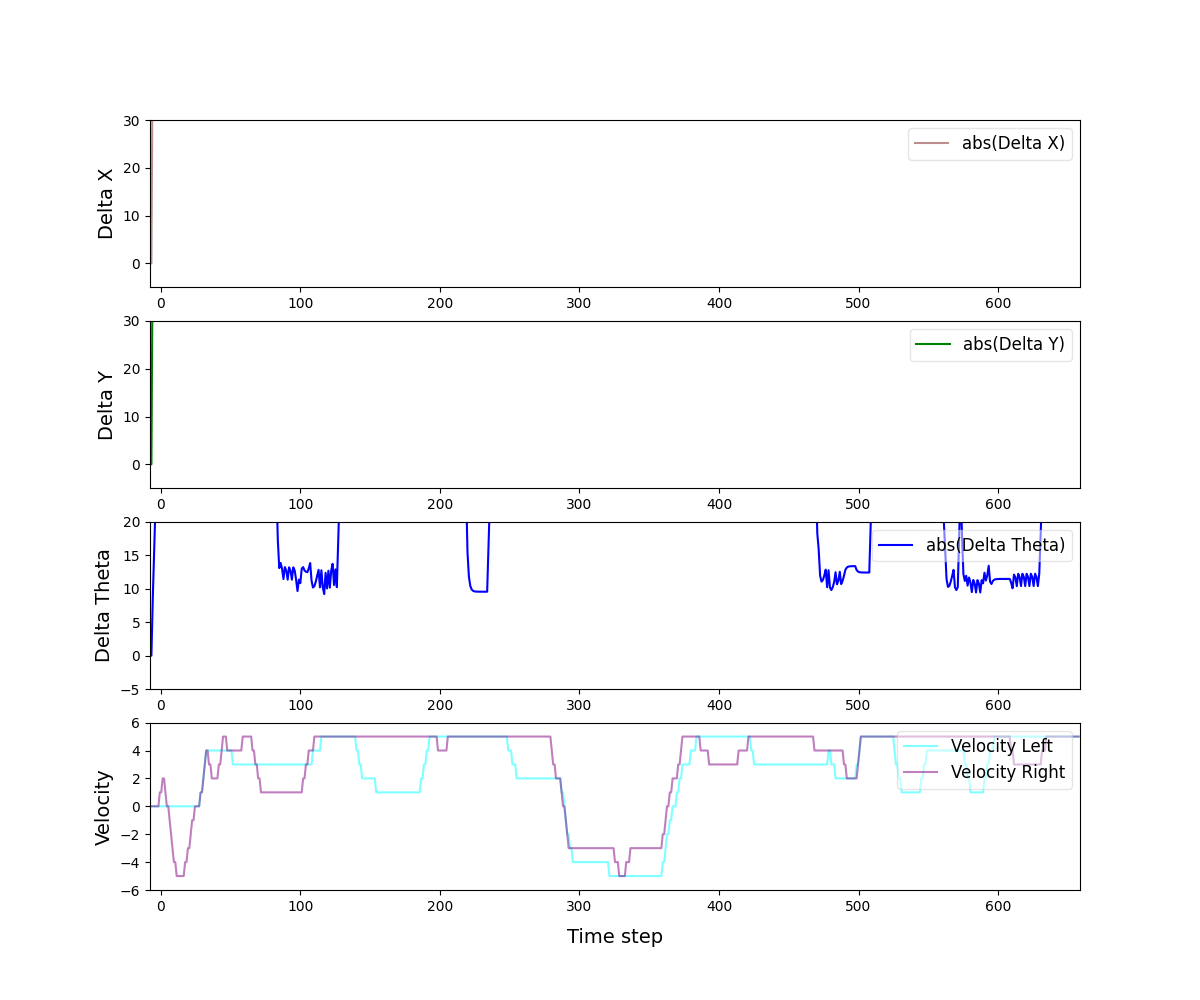 30
20
10
0
Delta X
abs(Delta X)
0 100 200 300 400 500 600
30
20
10
0
Delta Y
abs(Delta Y)
0 100 200 300 400 500 600
20
15
10
5
0
−5
Delta Theta
abs(Delta Theta)
0 100 200 300 400 500 600
6
4
2
0
−2
−4
−6
Velocity
Velocity Left
Velocity Right
0 100 200 300 400 500 600
Time step